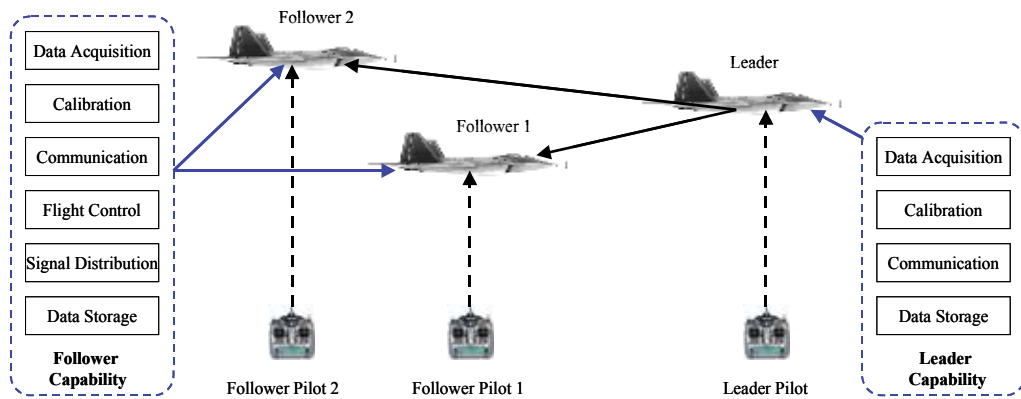 Follower 2
Data Acquisition
Calibration
Communication
Flight Control
Signal Distribution
Data Storage
Follower
Capability
Leader
Follower 1
Data Acquisition
Calibration
Communication
Data Storage
Leader
Capability
Follower Pilot 2
Follower Pilot 1
Leader Pilot